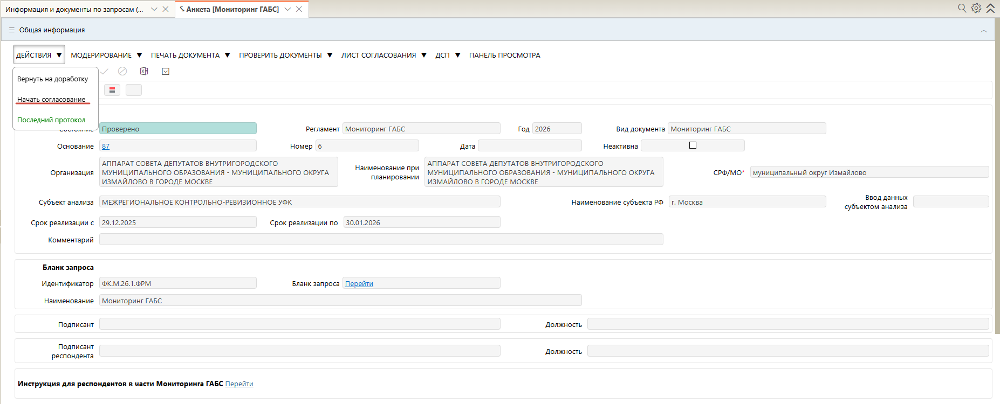 Информация и документы по запросам (...
Анкета [Мониторинг ГАБС]
Общая информация
ДЕЙСТВИЯ МОДЕРИРОВАНИЕ ПЕЧАТЬ ДОКУМЕНТА ПРОВЕРИТЬ ДОКУМЕНТЫ ЛИСТ СОГЛАСОВАНИЯ ДСП ПАНЕЛЬ ПРОСМОТРА
Вернуть на доработку
Начать согласование
Последний протокол
Состояние Проверено Регламент Мониторинг ГАБС Год 2026 Вид документа Мониторинг ГАБС
Основание 87 Номер 6 Дата Неактивна
Организация
АППАРАТ СОВЕТА ДЕПУТАТОВ ВНУТРИГОРОДСКОГО
МУНИЦИПАЛЬНОГО ОБРАЗОВАНИЯ - МУНИЦИПАЛЬНОГО ОКРУГА
ИЗМАЙЛОВО В ГОРОДЕ МОСКВЕ
Наименование при
планировании
АППАРАТ СОВЕТА ДЕПУТАТОВ ВНУТРИГОРОДСКОГО
МУНИЦИПАЛЬНОГО ОБРАЗОВАНИЯ - МУНИЦИПАЛЬНОГО ОКРУГА
ИЗМАЙЛОВО В ГОРОДЕ МОСКВЕ
СРФ/МО* муниципальный округ Измайлово
Субъект анализа МЕЖРЕГИОНАЛЬНОЕ КОНТРОЛЬНО-РЕВИЗИОННОЕ УФК Наименование субъекта РФ г. Москва
Ввод данных
субъектом анализа
Срок реализации с 29.12.2025 Срок реализации по 30.01.2026
Комментарий
Бланк запроса
Идентификатор ФК.М.26.1.ФРМ Бланк запроса Перейти
Наименование Мониторинг ГАБС
Подписант Должность
Подписант
респондента
Должность
Инструкция для респондентов в части Мониторинга ГАБС Перейти